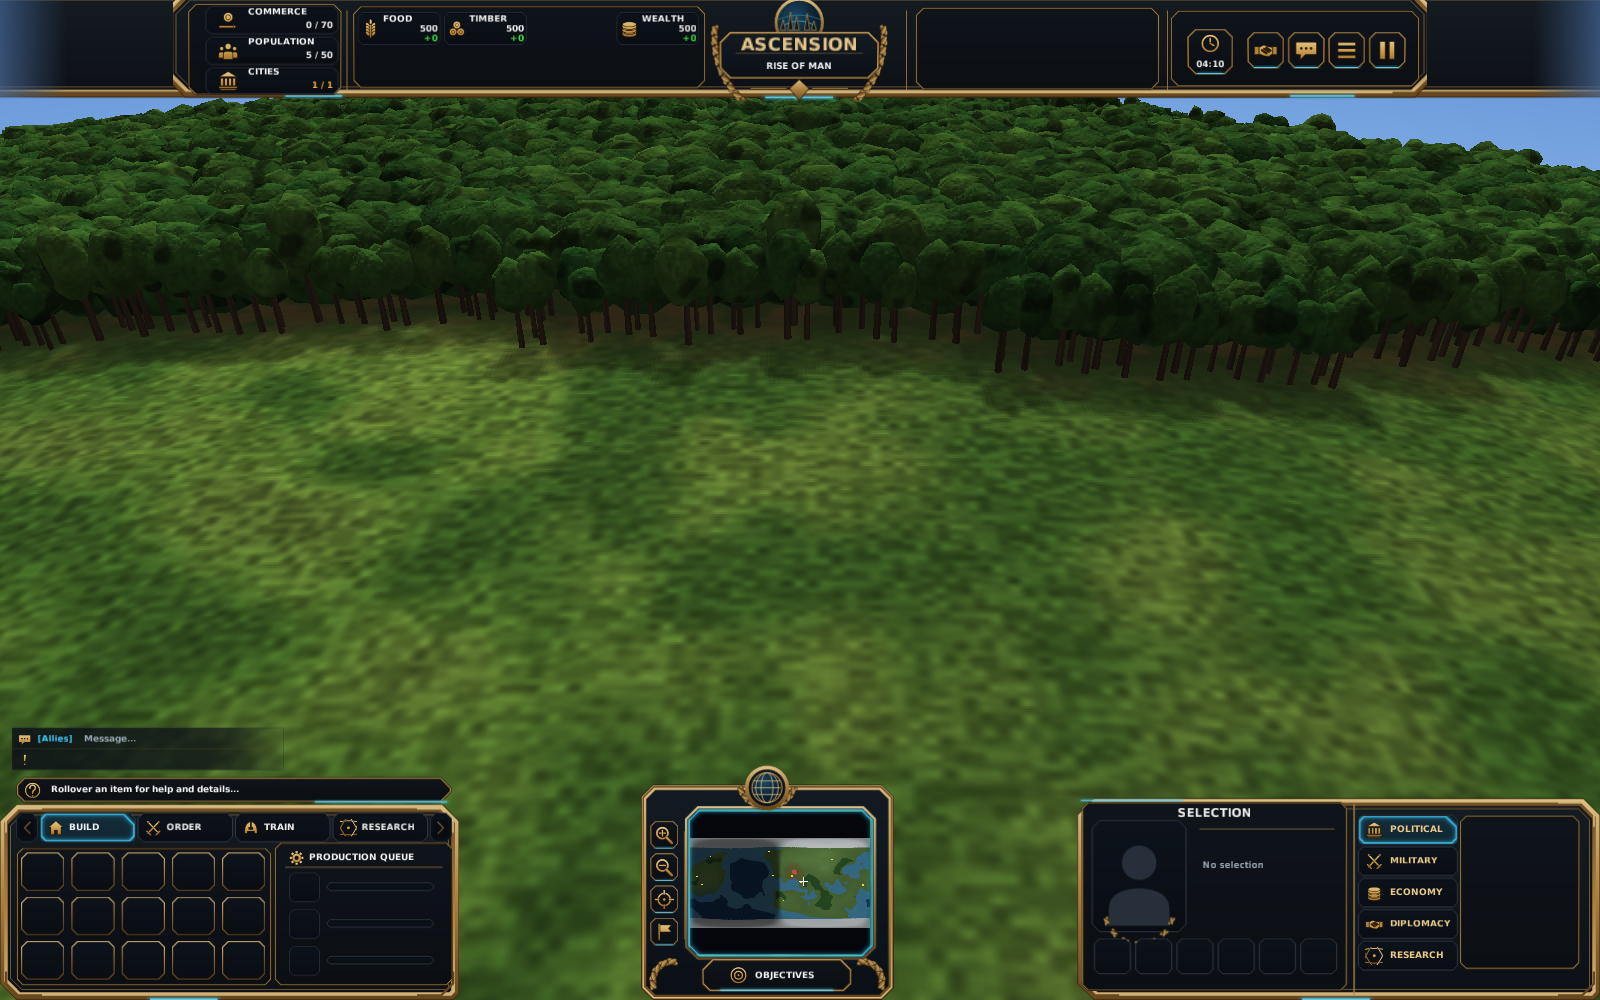 COMMERCE
0 / 70
POPULATION
5 / 50
CITIES
1 / 1
FOOD
500
+0
TIMBER
500
+0
WEALTH
500
+0
ASCENSION
RISE OF MAN
04:10
[Allies] Message...
!
Rollover an item for help and details...
BUILD
ORDER
TRAIN
RESEARCH
PRODUCTION QUEUE
OBJECTIVES
SELECTION
No selection
POLITICAL
MILITARY
ECONOMY
DIPLOMACY
RESEARCH